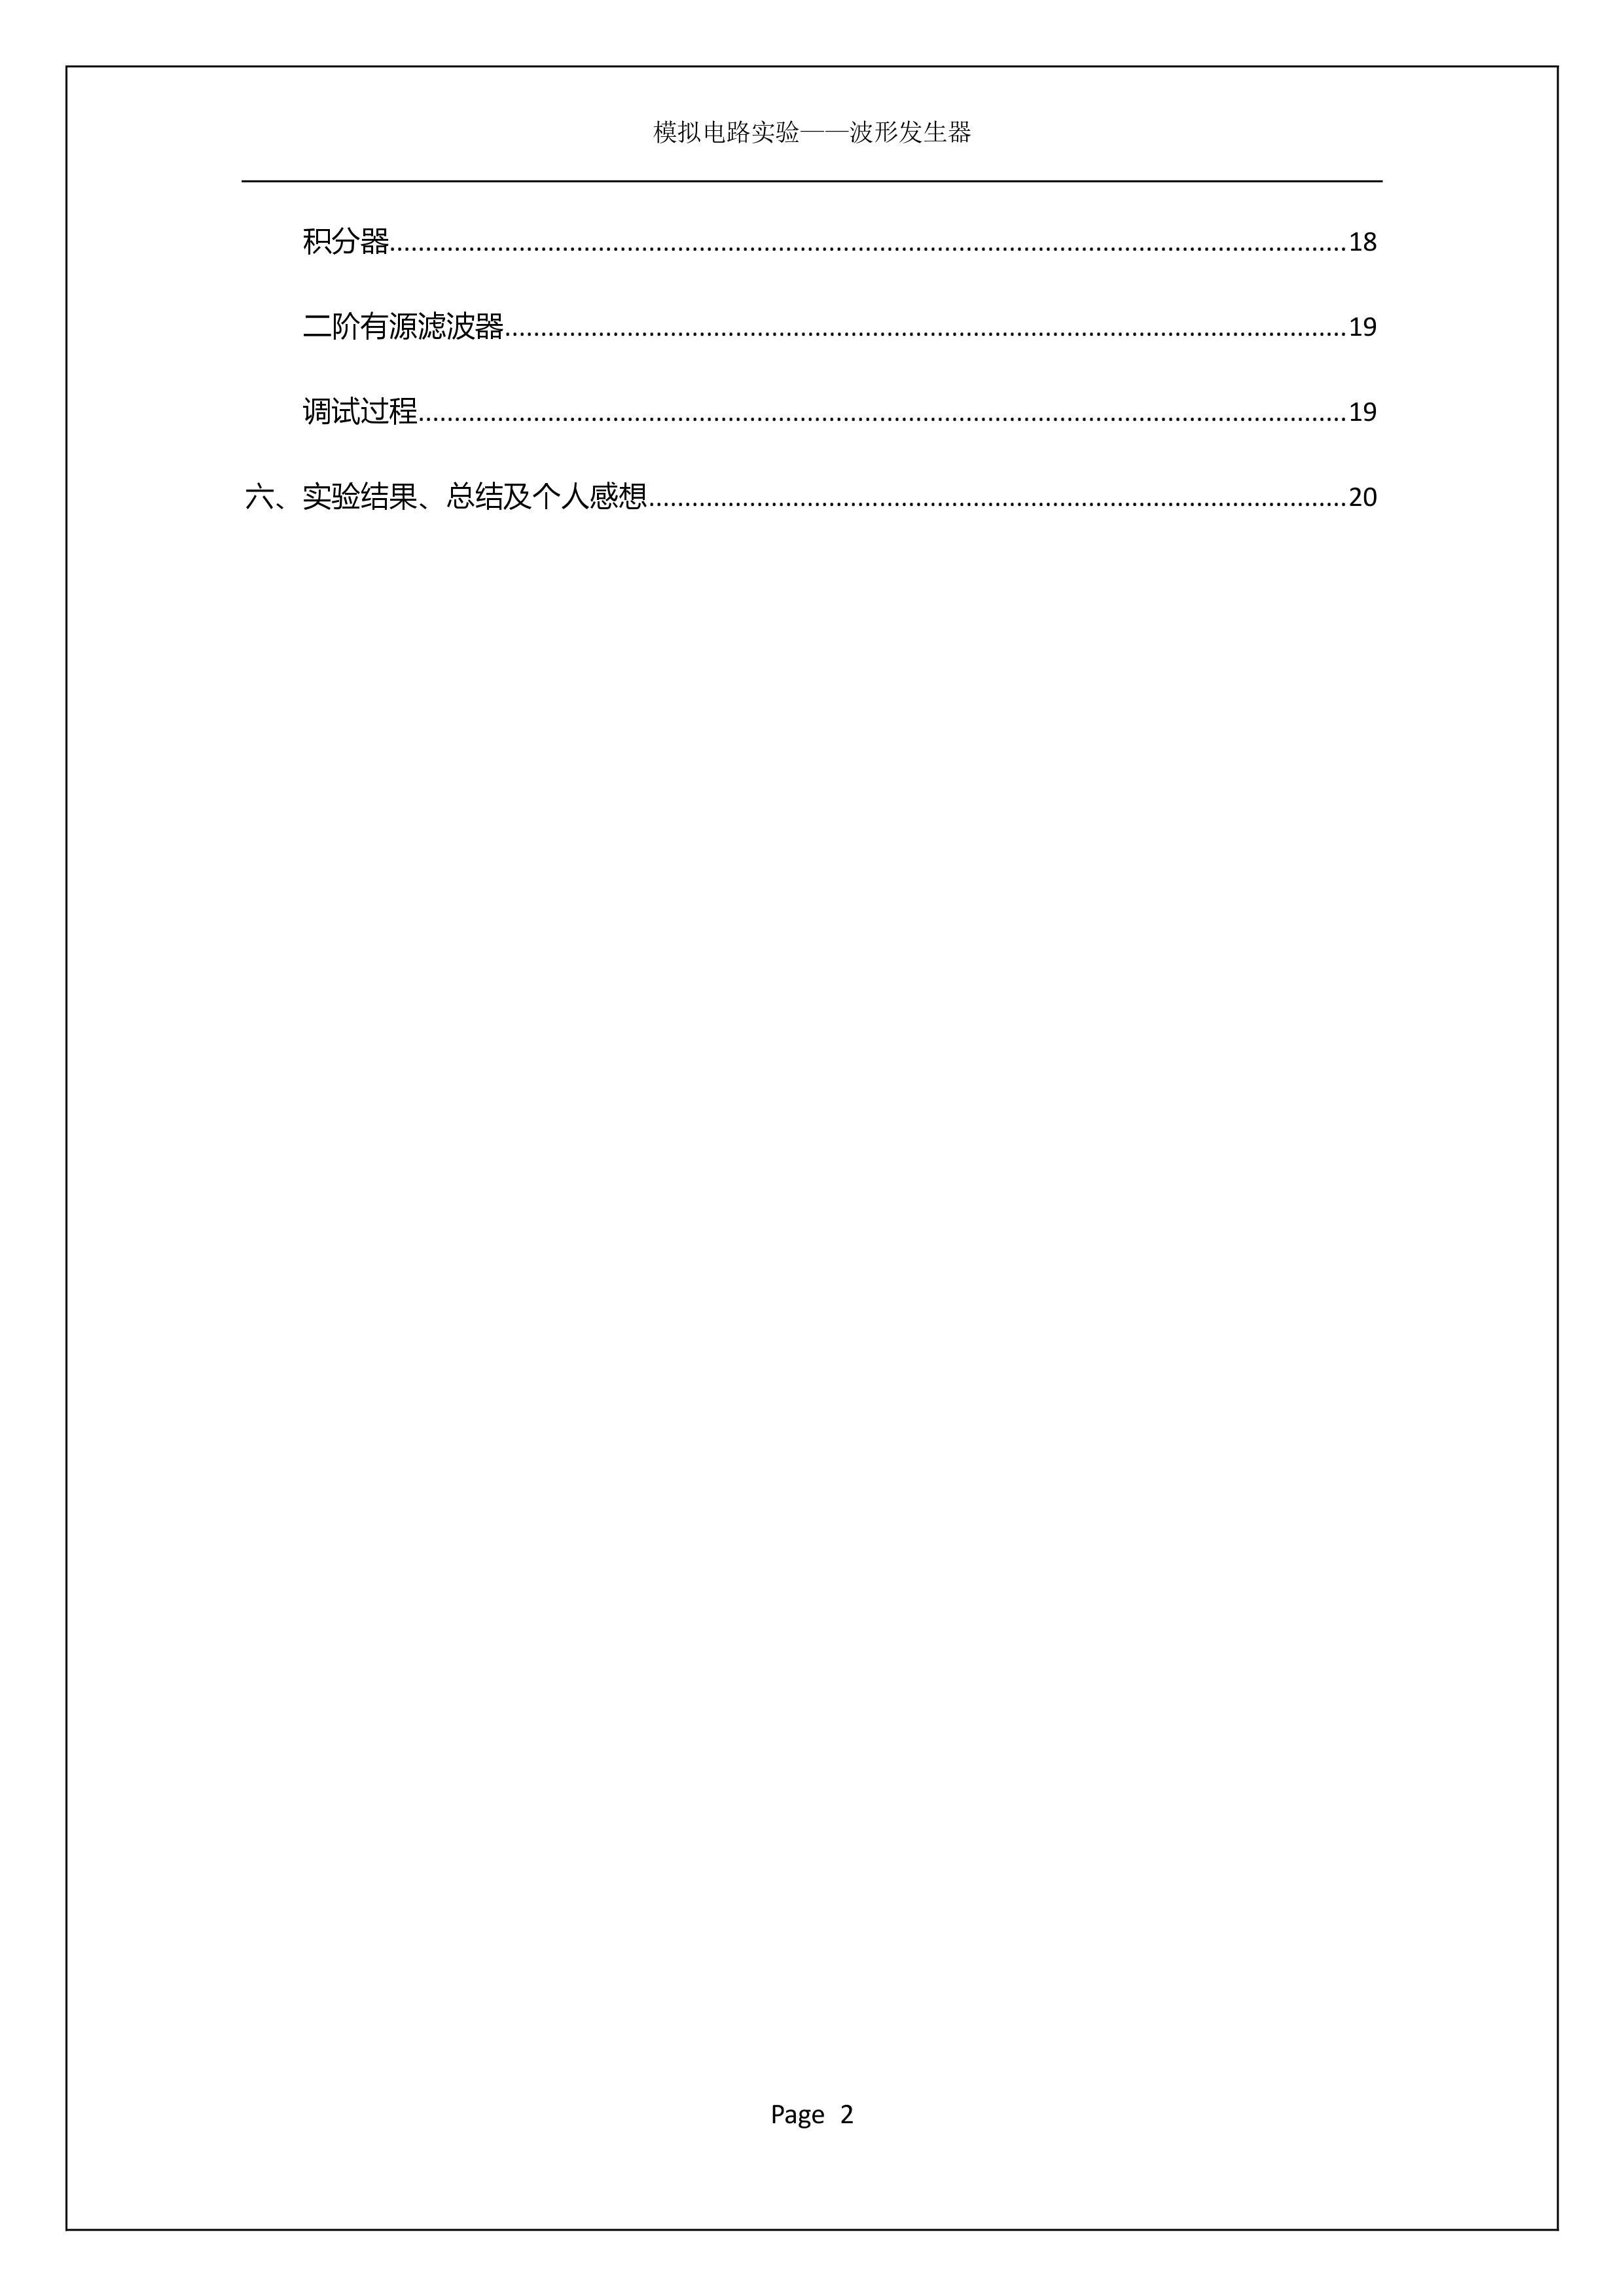 模拟电路实验——波形发生器
积分器........................................................................................................................................18
二阶有源滤波器........................................................................................................................19
调试过程....................................................................................................................................19
六、实验结果、总结及个人感想....................................................................................................20
Page 2